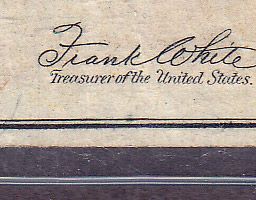 Frank White
Treasurer of the United States.